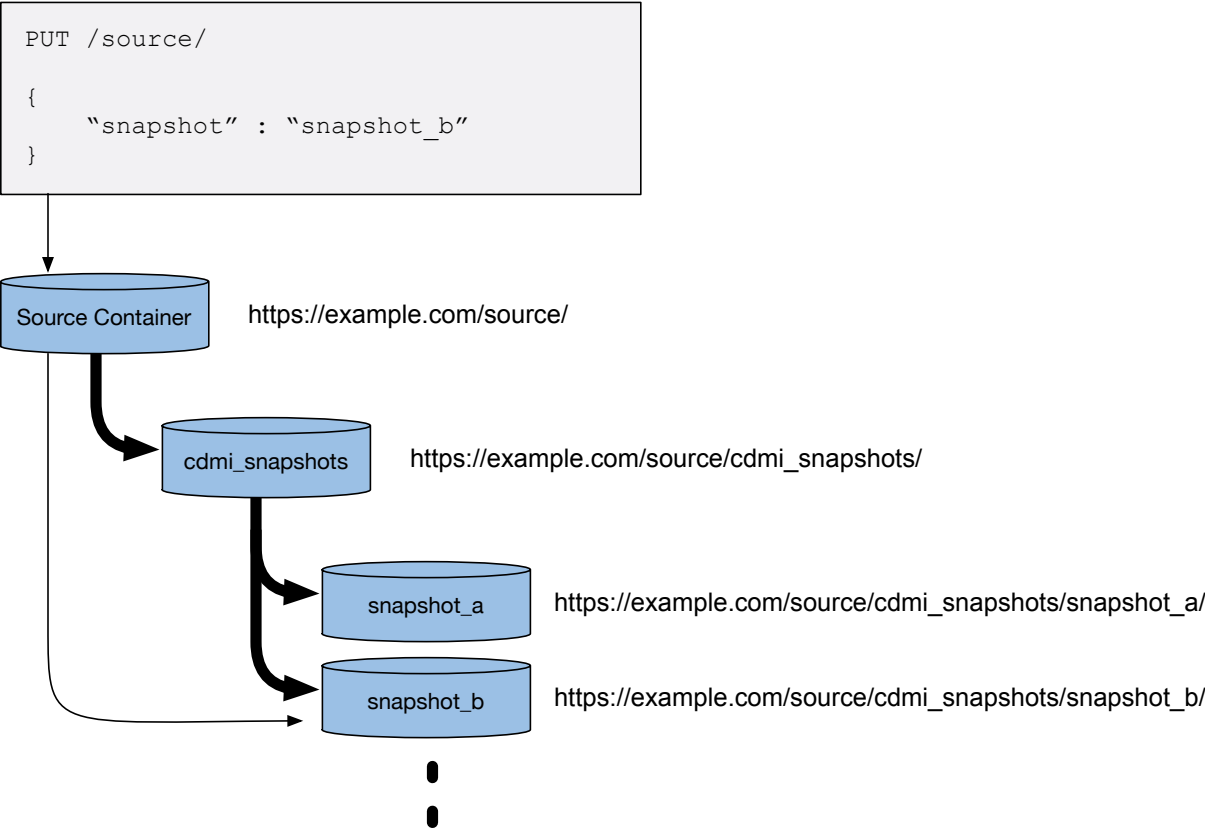 PUT /source/
{
“snapshot” : “snapshot_b”
}
Source Container
https://example.com/source/
cdmi_snapshots
https://example.com/source/cdmi_snapshots/
snapshot_a
https://example.com/source/cdmi_snapshots/snapshot_a/
snapshot_b
https://example.com/source/cdmi_snapshots/snapshot_b/